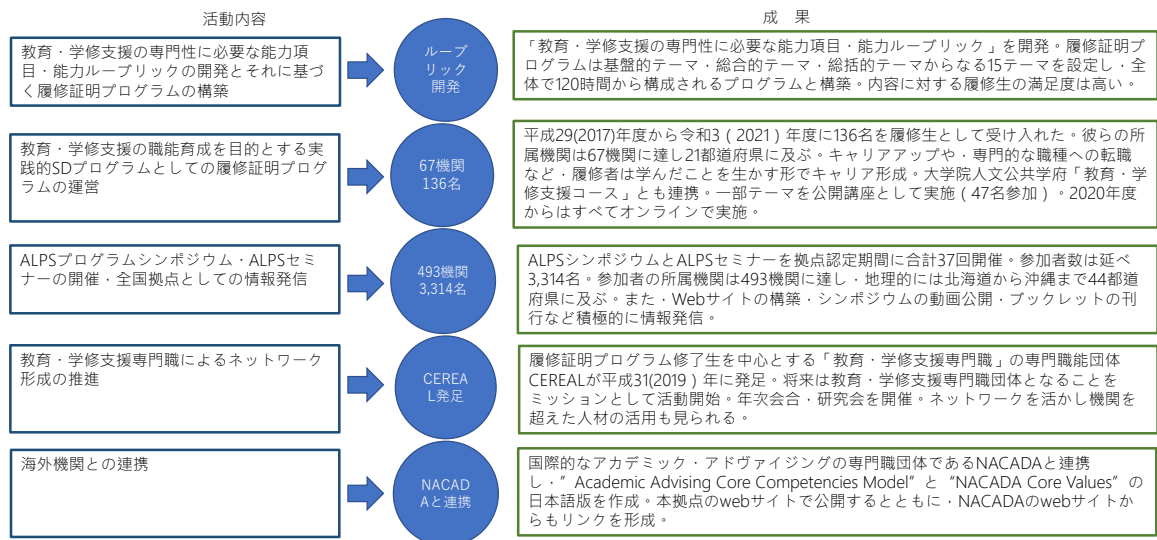 活動内容
成　果
教育・学修支援の専門性に必要な能力項
目・能力ルーブリックの開発とそれに基づ
く履修証明プログラムの構築
ルーブ
リック
開発
「教育・学修支援の専門性に必要な能力項目・能力ルーブリック」を開発。履修証明プ
ログラムは基盤的テーマ・総合的テーマ・総括的テーマからなる15テーマを設定し・全
体で120時間から構成されるプログラムと構築。内容に対する履修生の満足度は高い。
教育・学修支援の職能育成を目的とする実
践的SDプログラムとしての履修証明プログ
ラムの運営
67機関
136名
平成29(2017)年度から令和3（2021）年度に136名を履修生として受け入れた。彼らの所
属機関は67機関に達し21都道府県に及ぶ。キャリアアップや・専門的な職種への転職
など・履修者は学んだことを生かす形でキャリア形成。大学院人文公共学府「教育・学
修支援コース」とも連携。一部テーマを公開講座として実施（47名参加）。2020年度
からはすべてオンラインで実施。
ALPSプログラムシンポジウム・ALPSセミ
ナーの開催・全国拠点としての情報発信
493機関
3,314名
ALPSシンポジウムとALPSセミナーを拠点認定期間に合計37回開催。参加者数は延べ
3,314名。参加者の所属機関は493機関に達し・地理的には北海道から沖縄まで44都道
府県に及ぶ。また・Webサイトの構築・シンポジウムの動画公開・ブックレットの刊
行など積極的に情報発信。
教育・学修支援専門職によるネットワーク
形成の推進
CEREA
L発足
履修証明プログラム修了生を中心とする「教育・学修支援専門職」の専門職能団体
CEREALが平成31(2019）年に発足。将来は教育・学修支援専門職団体となることを
ミッションとして活動開始。年次会合・研究会を開催。ネットワークを活かし機関を
超えた人材の活用も見られる。
海外機関との連携
NACAD
Aと連携
国際的なアカデミック・アドヴァイジングの専門職団体であるNACADAと連携
し・”Academic Advising Core Competencies Model”と“NACADA Core Values”の
日本語版を作成。本拠点のwebサイトで公開するとともに・NACADAのwebサイトか
らもリンクを形成。